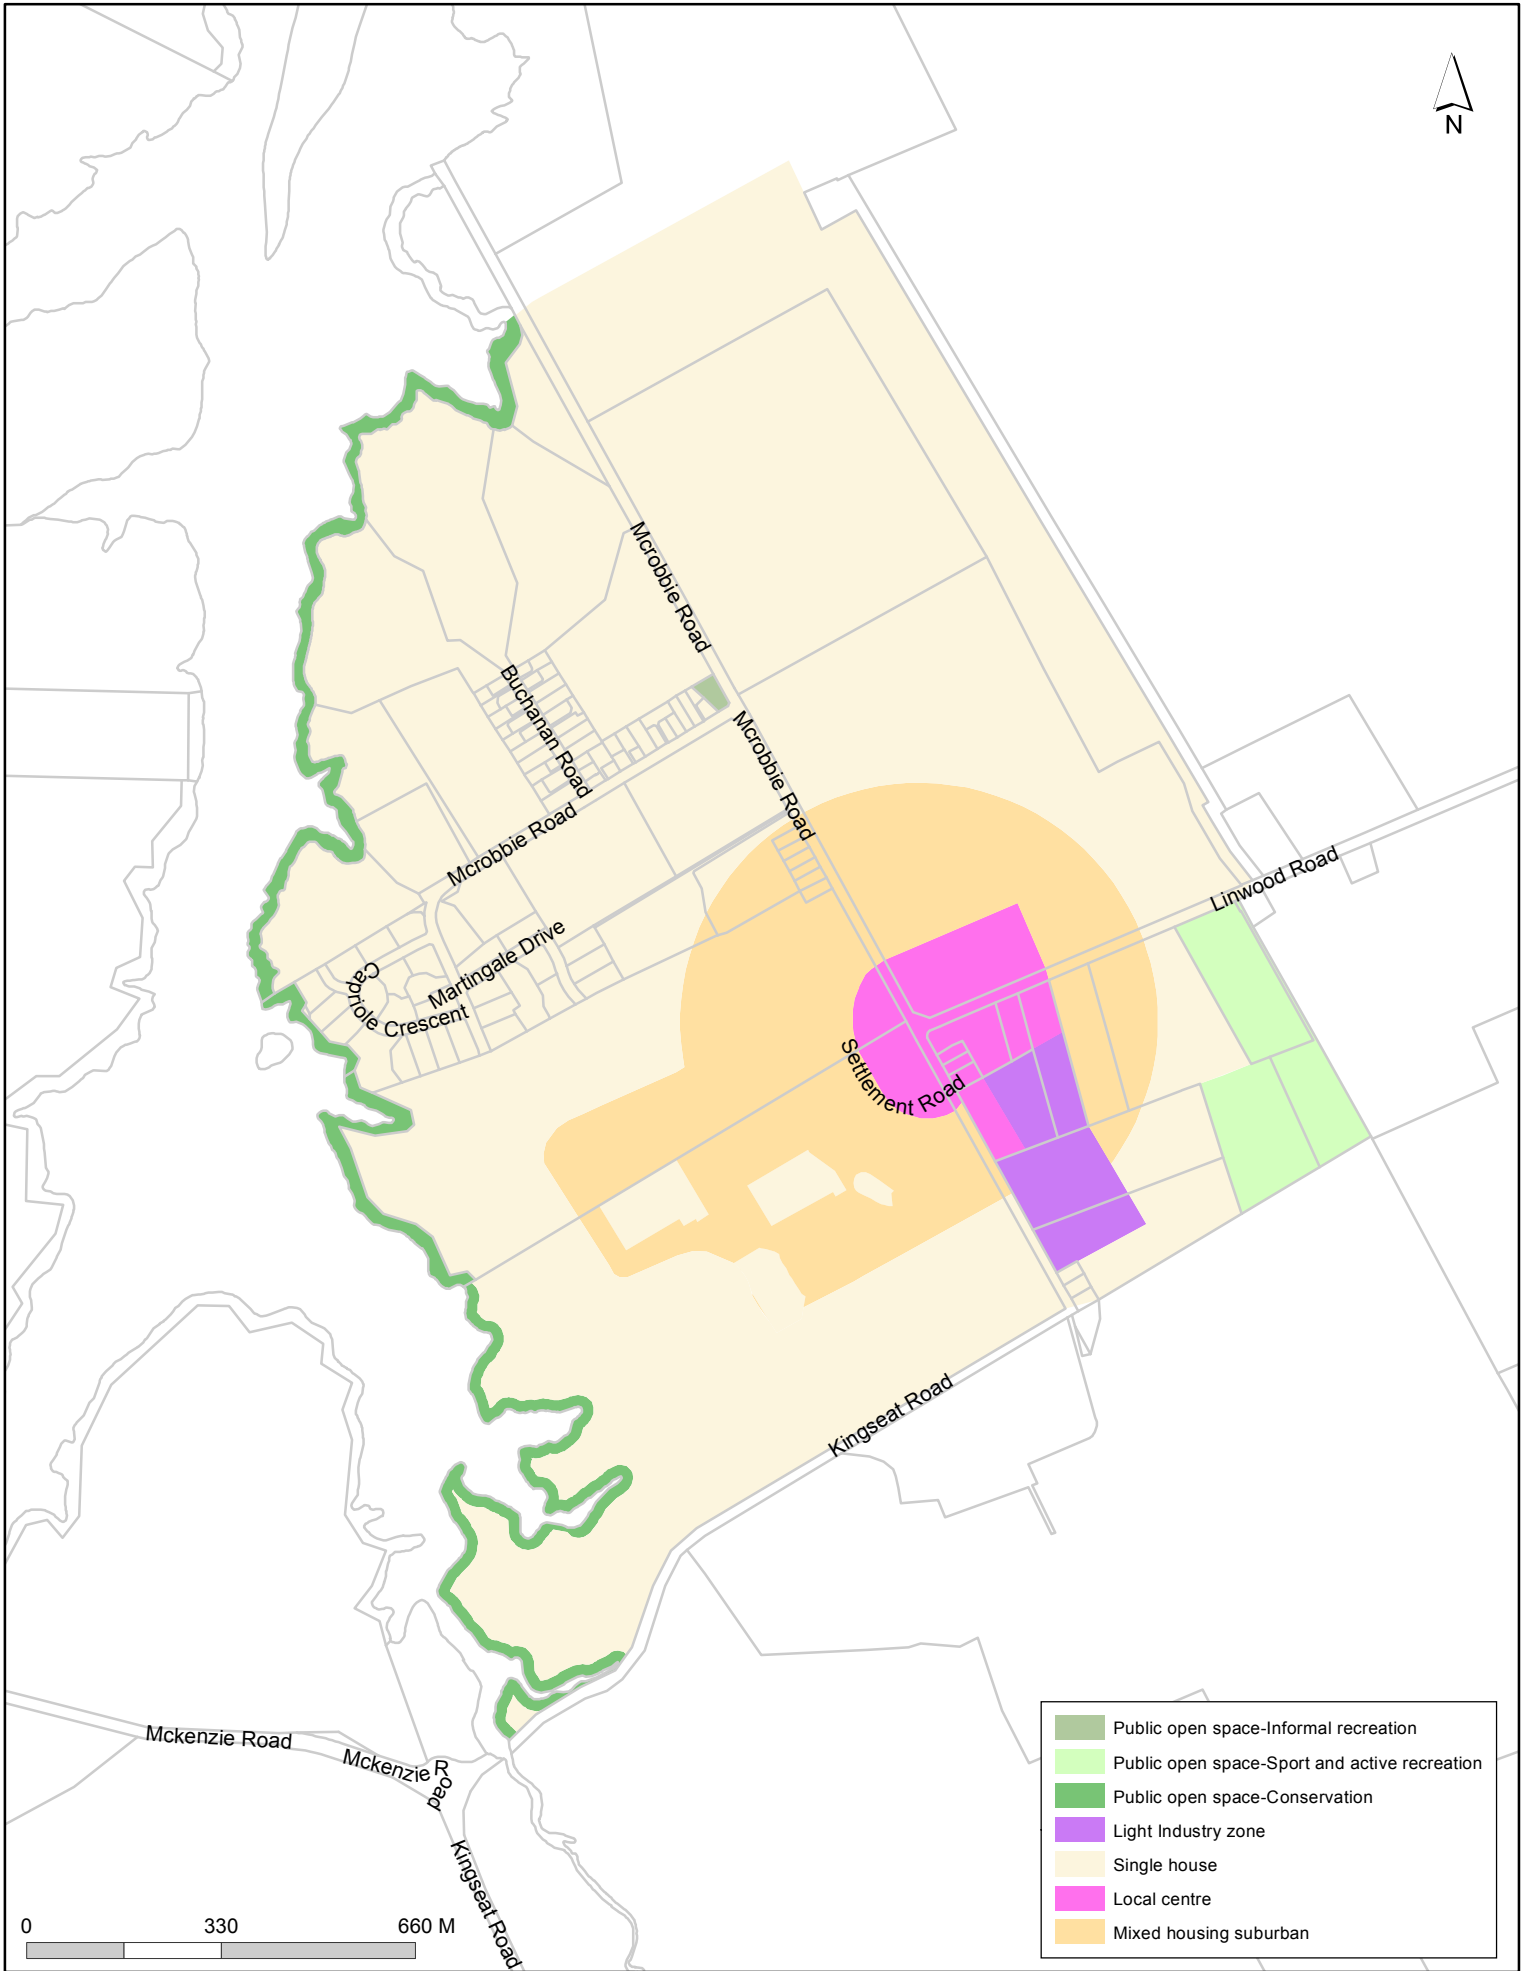 N
Mcrobbie Road
Buchanan Road
Mcrobbie Road
Mcrobbie Road
Linwood Road
Martingale Drive
Capriole Crescent
Settlement Road
Kingseat Road
Mckenzie Road
Mckenzie Road
Kingseat Road
Public open space-Informal recreation
Public open space-Sport and active recreation
Public open space-Conservation
Light Industry zone
Single house
Local centre
Mixed housing suburban
0 330 660 M